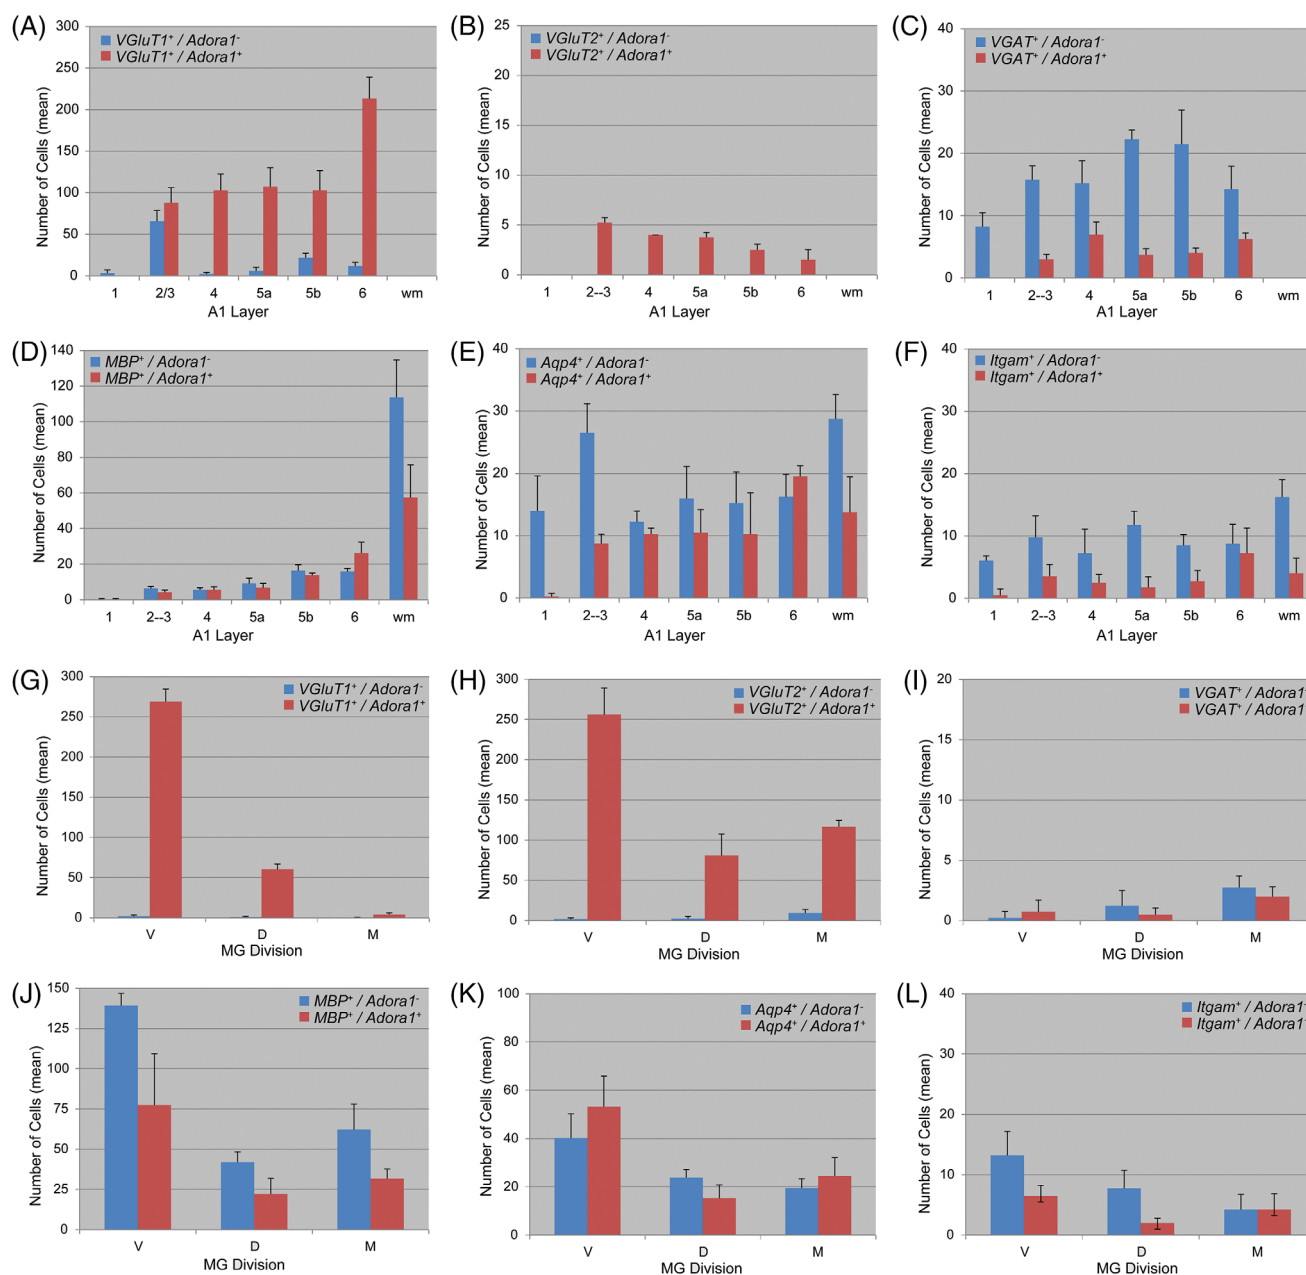 (A)
300
250
200
150
100
50
0
Number of Cells (mean)
VGluT1+ / Adora1-
VGluT1+ / Adora1+
1 2/3 4 5a 5b 6 wm
A1 Layer
(B)
25
20
15
10
5
0
Number of Cells (mean)
VGluT2+ / Adora1-
VGluT2+ / Adora1+
1 2--3 4 5a 5b 6 wm
A1 Layer
(C)
40
30
20
10
0
Number of Cells (mean)
VGAT+ / Adora1-
VGAT+ / Adora1+
1 2--3 4 5a 5b 6 wm
A1 Layer
(D)
140
120
100
80
60
40
20
0
Number of Cells (mean)
MBP+ / Adora1-
MBP+ / Adora1+
1 2--3 4 5a 5b 6 wm
A1 Layer
(E)
40
30
20
10
0
Number of Cells (mean)
Aqp4+ / Adora1-
Aqp4+ / Adora1+
1 2--3 4 5a 5b 6 wm
A1 Layer
(F)
40
30
20
10
0
Number of Cells (mean)
Itgam+ / Adora1-
Itgam+ / Adora1+
1 2--3 4 5a 5b 6 wm
A1 Layer
(G)
300
250
200
150
100
50
0
Number of Cells (mean)
VGluT1+ / Adora1-
VGluT1+ / Adora1+
V D M
MG Division
(H)
300
250
200
150
100
50
0
Number of Cells (mean)
VGluT2+ / Adora1-
VGluT2+ / Adora1+
V D M
MG Division
(I)
20
15
10
5
0
Number of Cells (mean)
VGAT+ / Adora1-
VGAT+ / Adora1
V D M
MG Division
(J)
150
125
100
75
50
25
0
Number of Cells (mean)
MBP+ / Adora1-
MBP+ / Adora1+
V D M
MG Division
(K)
100
80
60
40
20
0
Number of Cells (mean)
Aqp4+ / Adora1-
Aqp4+ / Adora1+
V D M
MG Division
(L)
40
30
20
10
0
Number of Cells (mean)
Itgam+ / Adora1-
Itgam+ / Adora1+
V D M
MG Division